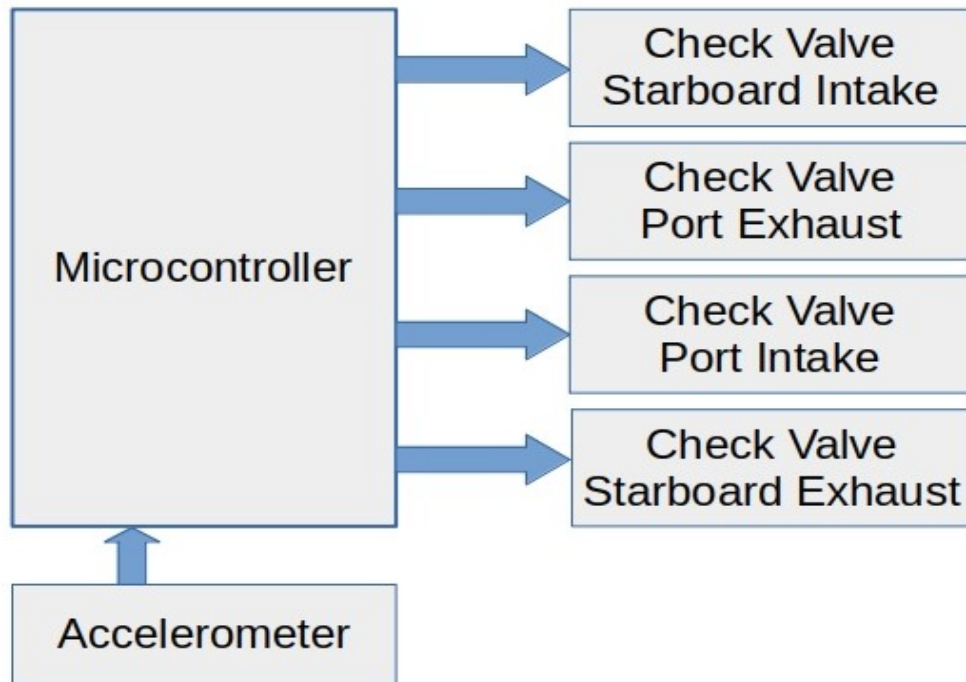 Microcontroller
Check Valve
Starboard Intake
Check Valve
Port Exhaust
Check Valve
Port Intake
Check Valve
Starboard Exhaust
Accelerometer